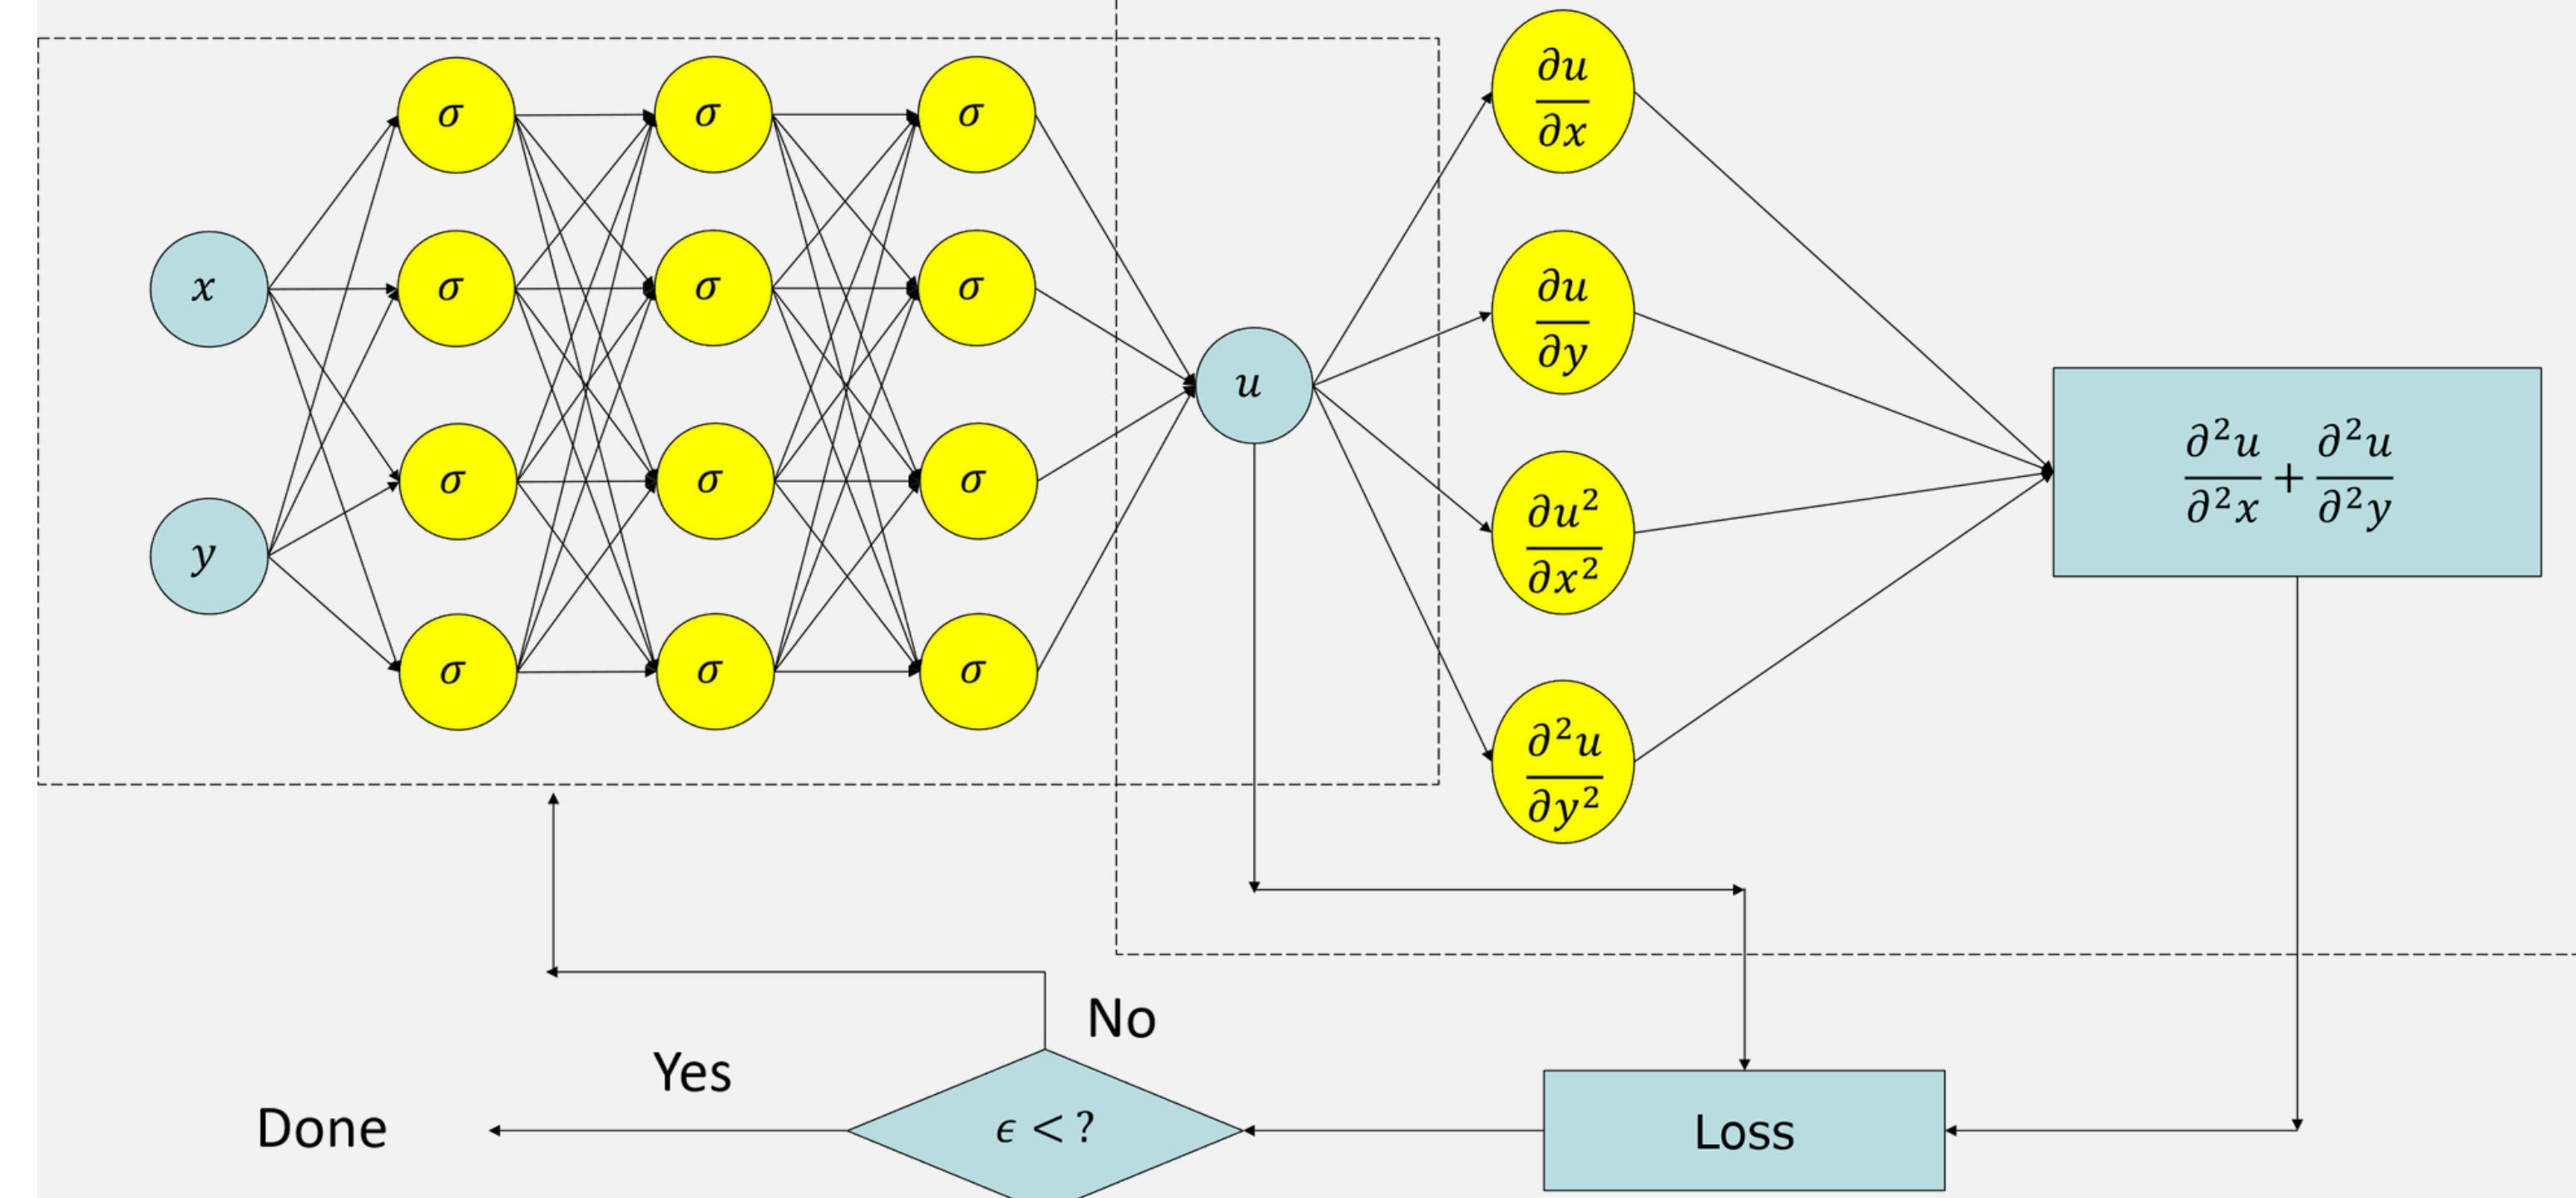 x
y
σ σ σ
σ σ σ
σ σ σ
σ σ σ
u
∂u/∂x
∂u/∂y
∂u²/∂x²
∂²u/∂y²
∂²u/∂²x + ∂²u/∂²y
No
Yes
Done
ϵ < ?
Loss